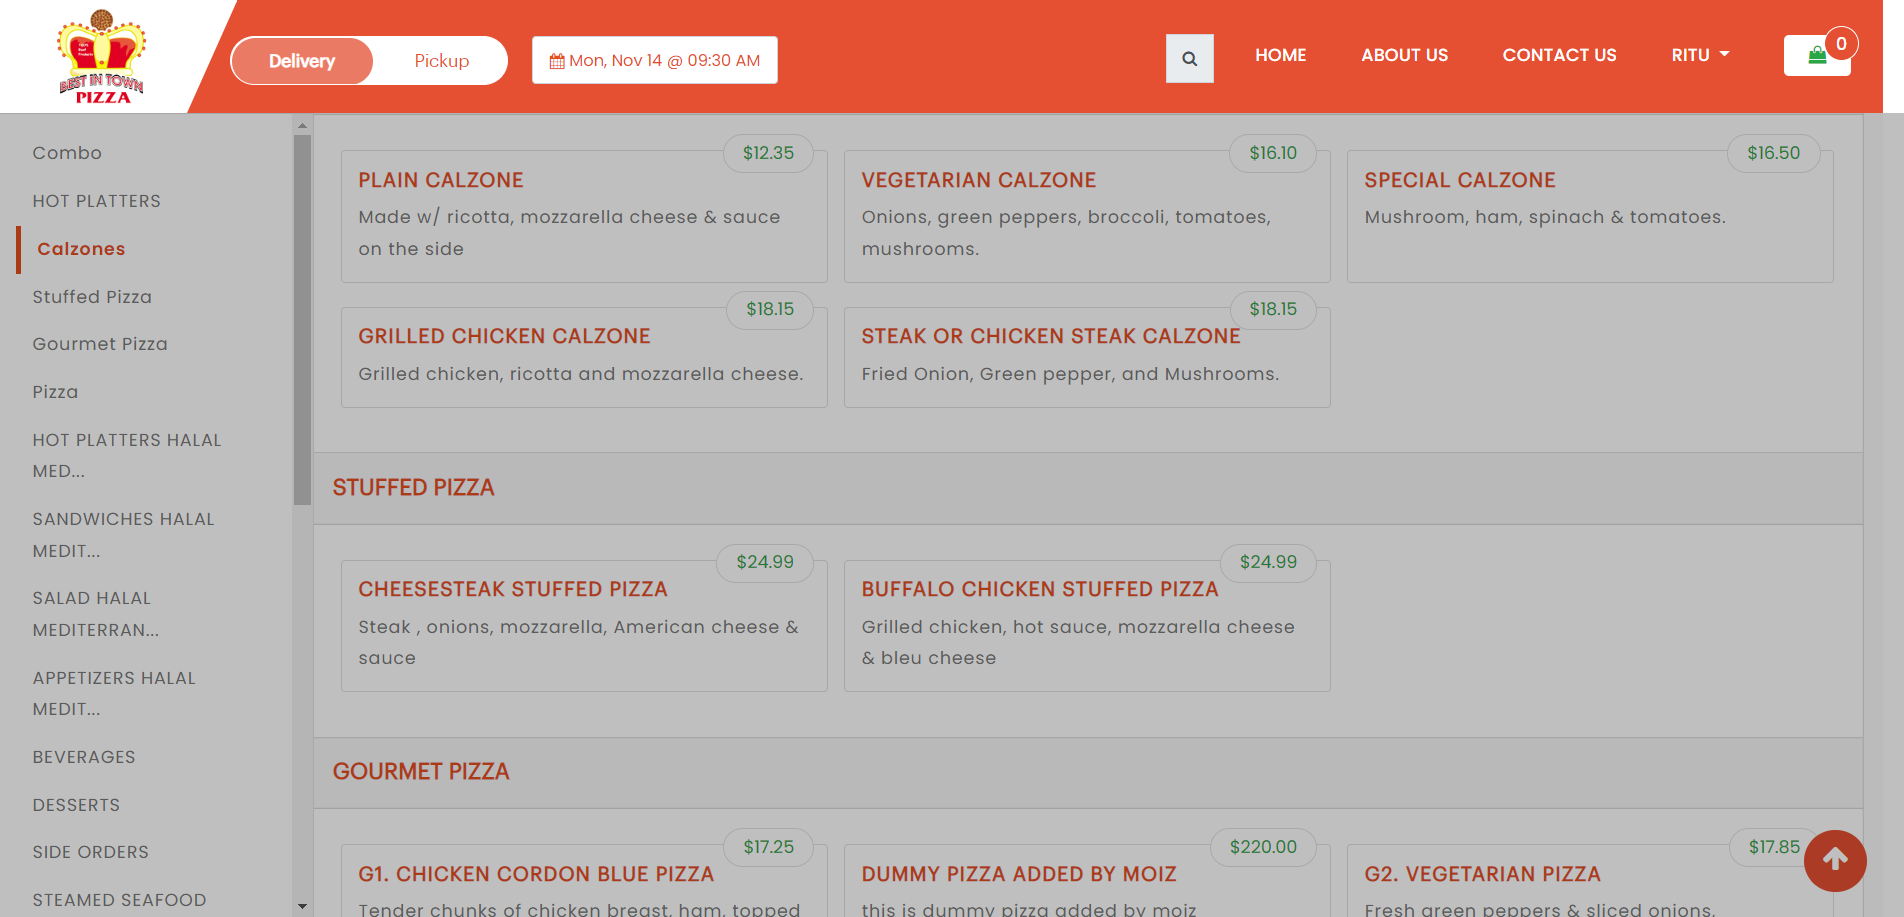 BEST IN TOWN
PIZZA
Delivery
Pickup
Mon, Nov 14 @ 09:30 AM
HOME
ABOUT US
CONTACT US
RITU
0
Combo
HOT PLATTERS
Calzones
Stuffed Pizza
Gourmet Pizza
Pizza
HOT PLATTERS HALAL
MED...
SANDWICHES HALAL
MEDIT...
SALAD HALAL
MEDITERRAN...
APPETIZERS HALAL
MEDIT...
BEVERAGES
DESSERTS
SIDE ORDERS
STEAMED SEAFOOD
$12.35
PLAIN CALZONE
Made w/ ricotta, mozzarella cheese & sauce
on the side
$16.10
VEGETARIAN CALZONE
Onions, green peppers, broccoli, tomatoes,
mushrooms.
$16.50
SPECIAL CALZONE
Mushroom, ham, spinach & tomatoes.
$18.15
GRILLED CHICKEN CALZONE
Grilled chicken, ricotta and mozzarella cheese.
$18.15
STEAK OR CHICKEN STEAK CALZONE
Fried Onion, Green pepper, and Mushrooms.
STUFFED PIZZA
$24.99
CHEESESTEAK STUFFED PIZZA
Steak , onions, mozzarella, American cheese &
sauce
$24.99
BUFFALO CHICKEN STUFFED PIZZA
Grilled chicken, hot sauce, mozzarella cheese
& bleu cheese
GOURMET PIZZA
$17.25
G1. CHICKEN CORDON BLUE PIZZA
Tender chunks of chicken breast, ham, topped
$220.00
DUMMY PIZZA ADDED BY MOIZ
this is dummy pizza added by moiz
$17.85
G2. VEGETARIAN PIZZA
Fresh green peppers & sliced onions,